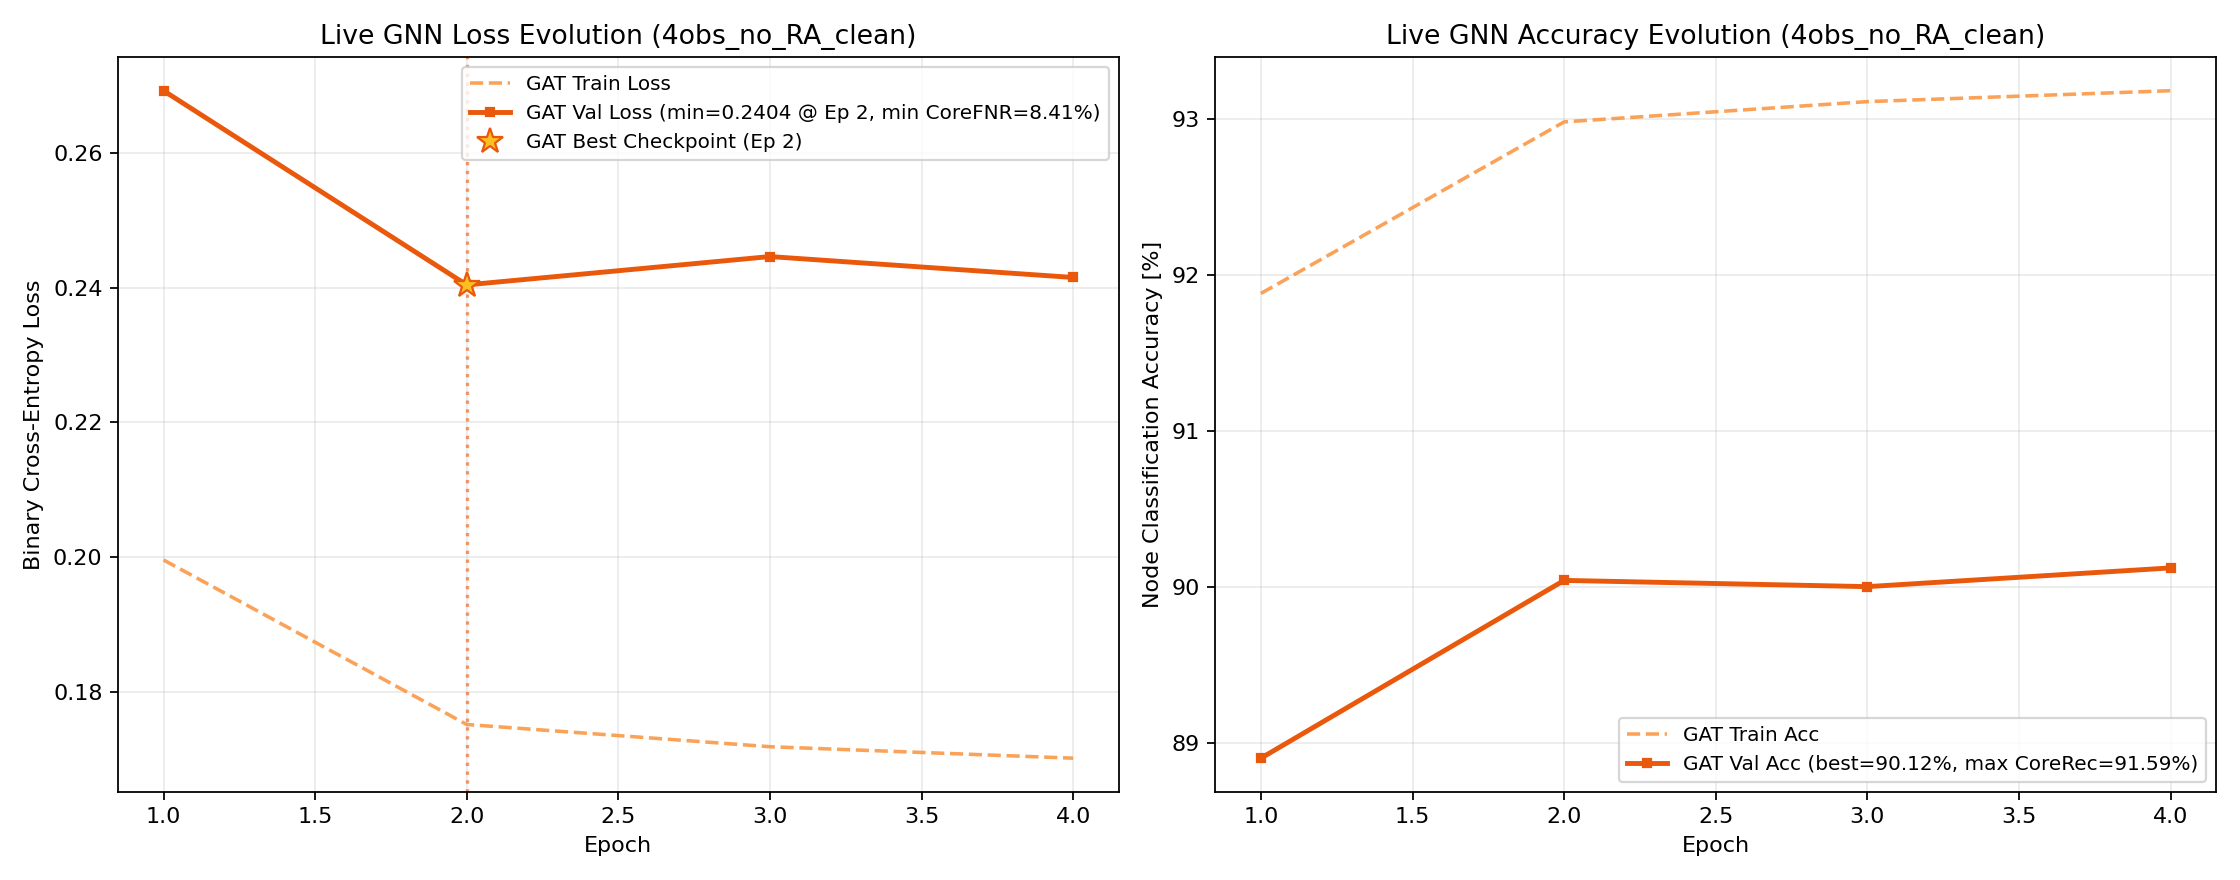 Live GNN Loss Evolution (4obs_no_RA_clean)
GAT Train Loss
GAT Val Loss (min=0.2404 @ Ep 2, min CoreFNR=8.41%)
GAT Best Checkpoint (Ep 2)
Binary Cross-Entropy Loss
0.26
0.24
0.22
0.20
0.18
1.0 1.5 2.0 2.5 3.0 3.5 4.0
Epoch
Live GNN Accuracy Evolution (4obs_no_RA_clean)
Node Classification Accuracy [%]
93
92
91
90
89
GAT Train Acc
GAT Val Acc (best=90.12%, max CoreRec=91.59%)
1.0 1.5 2.0 2.5 3.0 3.5 4.0
Epoch